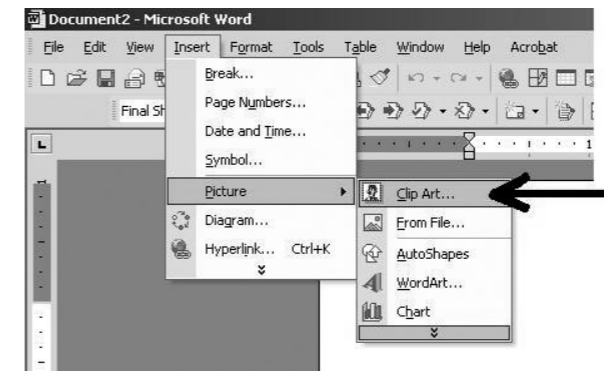 Document2 - Microsoft Word
File Edit View Insert Format Tools Table Window Help Acrobat
Final Sh
Break...
Page Numbers...
Date and Time...
Symbol...
Picture
Diagram...
Hyperlink... Ctrl+K
Clip Art...
From File...
AutoShapes
WordArt...
Chart
L
1